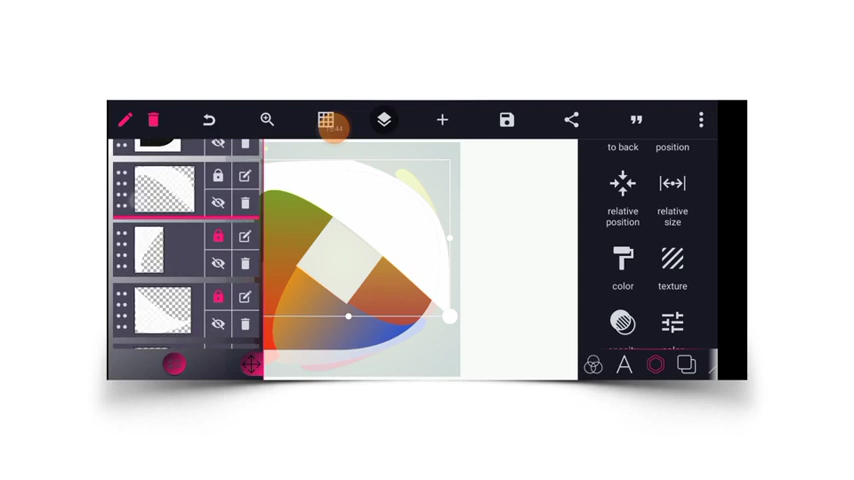 to back
position
relative
position
relative
size
color
texture